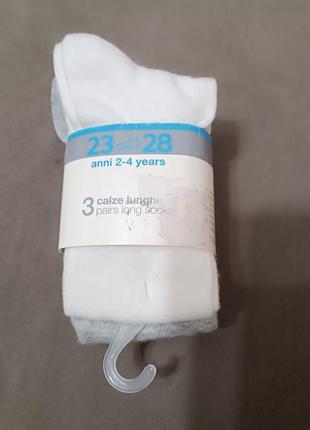 23 28
anni 2-4 years
3 calze lunghe
pairs long socks